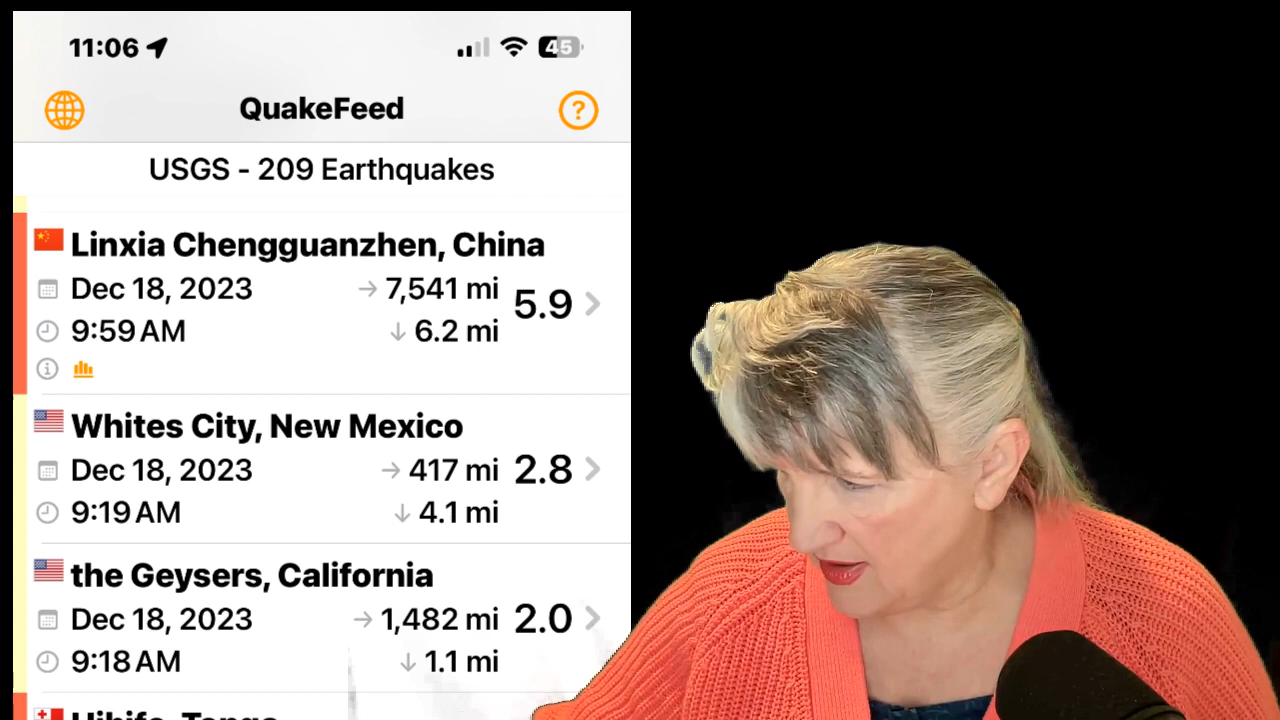 11:06
45
QuakeFeed
?
USGS - 209 Earthquakes
Linxia Chengguanzhen, China
Dec 18, 2023 → 7,541 mi 5.9
9:59 AM ↓ 6.2 mi
Whites City, New Mexico
Dec 18, 2023 → 417 mi 2.8
9:19 AM ↓ 4.1 mi
the Geysers, California
Dec 18, 2023 → 1,482 mi 2.0
9:18 AM ↓ 1.1 mi
Hihifo, Tonga